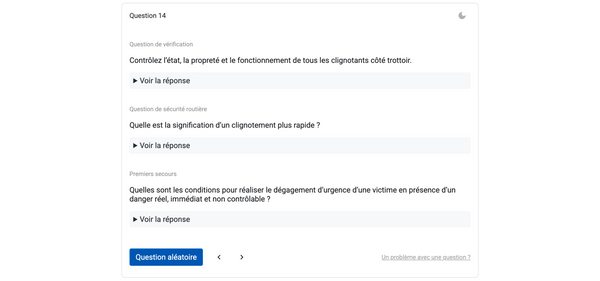 Question 14
Question de vérification
Contrôlez l'état, la propreté et le fonctionnement de tous les clignotants côté trottoir.
▶ Voir la réponse
Question de sécurité routière
Quelle est la signification d'un clignotement plus rapide ?
▶ Voir la réponse
Premiers secours
Quelles sont les conditions pour réaliser le dégagement d'urgence d'une victime en présence d'un
danger réel, immédiat et non contrôlable ?
▶ Voir la réponse
Question aléatoire
Un problème avec une question ?